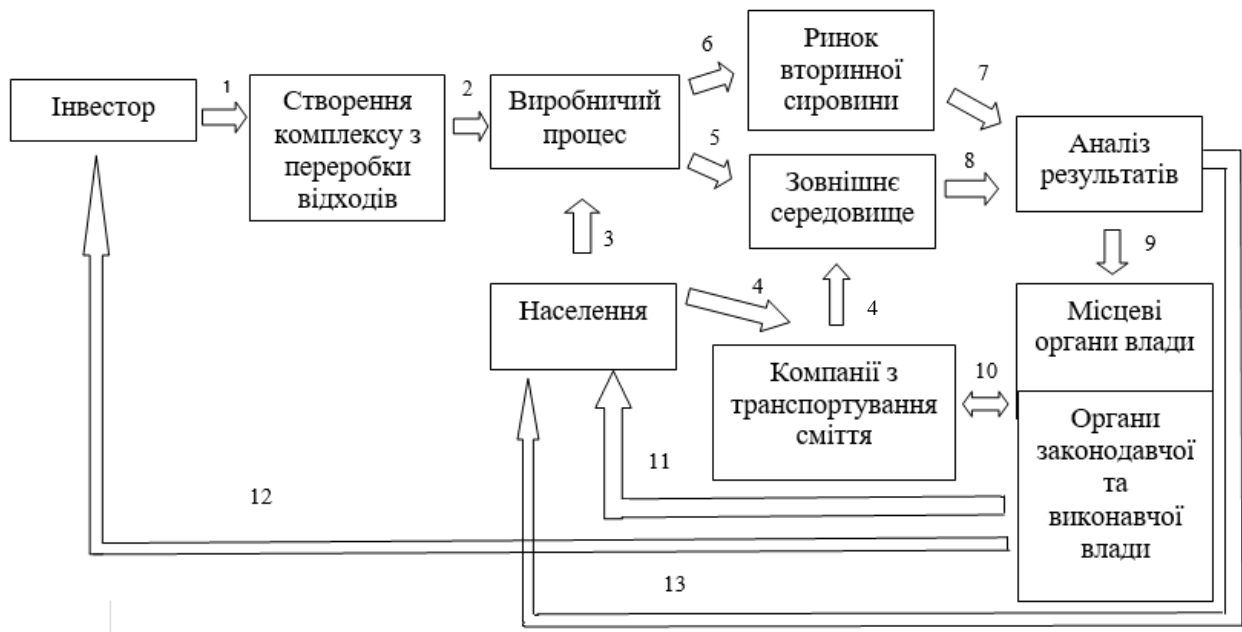 Інвестор
1
Створення
комплексу з
переробки
відходів
2
Виробничий
процес
6
Ринок
вторинної
сировини
7
5
Зовнішнє
середовище
8
Аналіз
результатів
3
9
Населення
4
4
Компанії з
транспортування
сміття
10
Місцеві
органи влади
Органи
законодавчої
та
виконавчої
влади
11
12
13